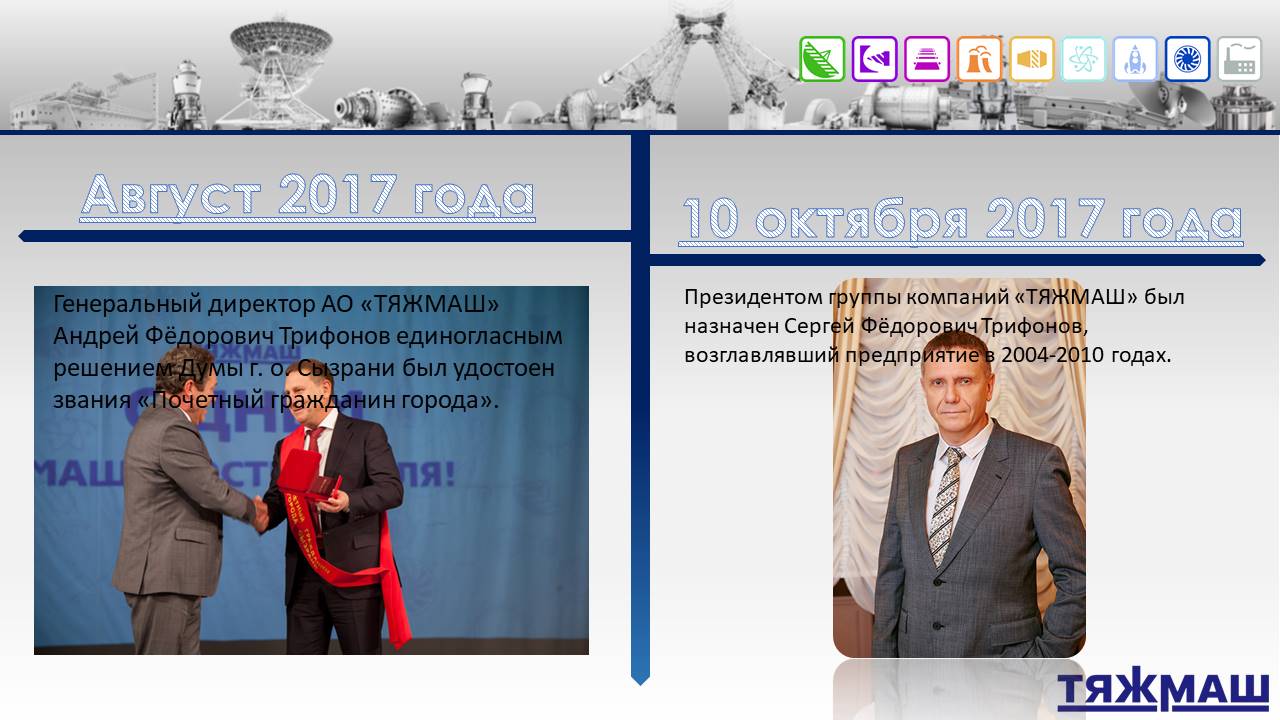 Август 2017 года
Генеральный директор АО «ТЯЖМАШ»
Андрей Фёдорович Трифонов единогласным
решением Думы г. о. Сызрани был удостоен
звания «Почетный гражданин города».
10 октября 2017 года
Президентом группы компаний «ТЯЖМАШ» был
назначен Сергей Фёдорович Трифонов,
возглавлявший предприятие в 2004-2010 годах.
ТЯЖМАШ